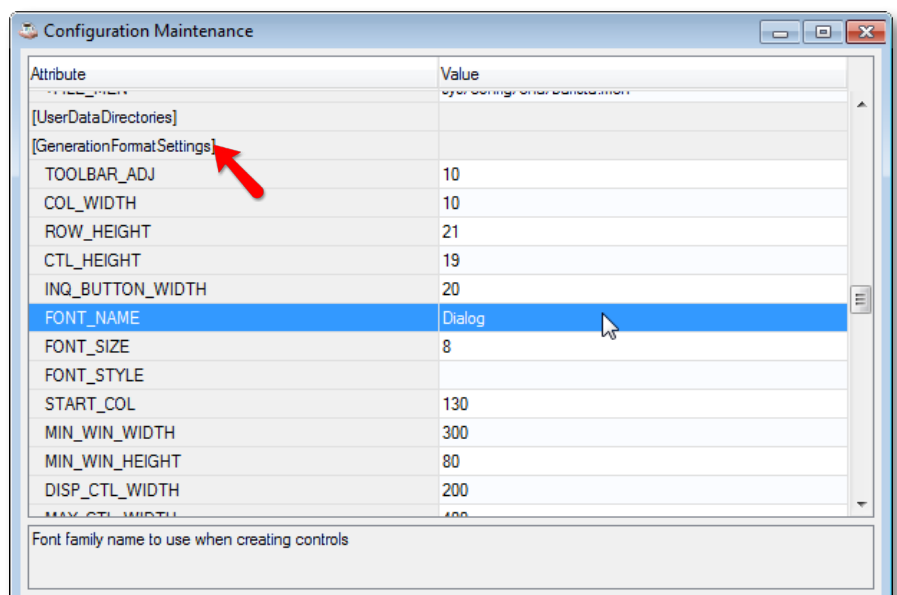 Configuration Maintenance
Attribute Value
[UserDataDirectories]
[GenerationFormatSettings]
TOOLBAR_ADJ 10
COL_WIDTH 10
ROW_HEIGHT 21
CTL_HEIGHT 19
INQ_BUTTON_WIDTH 20
FONT_NAME Dialog
FONT_SIZE 8
FONT_STYLE
START_COL 130
MIN_WIN_WIDTH 300
MIN_WIN_HEIGHT 80
DISP_CTL_WIDTH 200
Font family name to use when creating controls